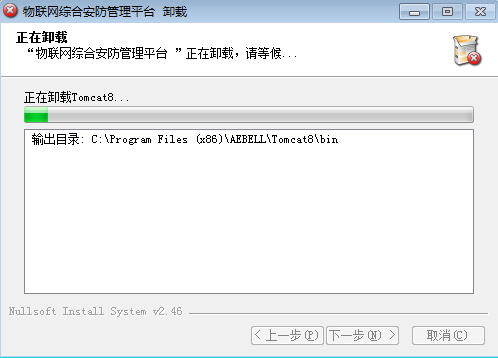 物联网综合安防管理平台 卸载
正在卸载
“物联网综合安防管理平台 ”正在卸载，请等候...
正在卸载Tomcat8...
输出目录: C:\Program Files (x86)\AEBELL\Tomcat8\bin
Nullsoft Install System v2.46
< 上一步(P) 下一步(N) > 取消(C)